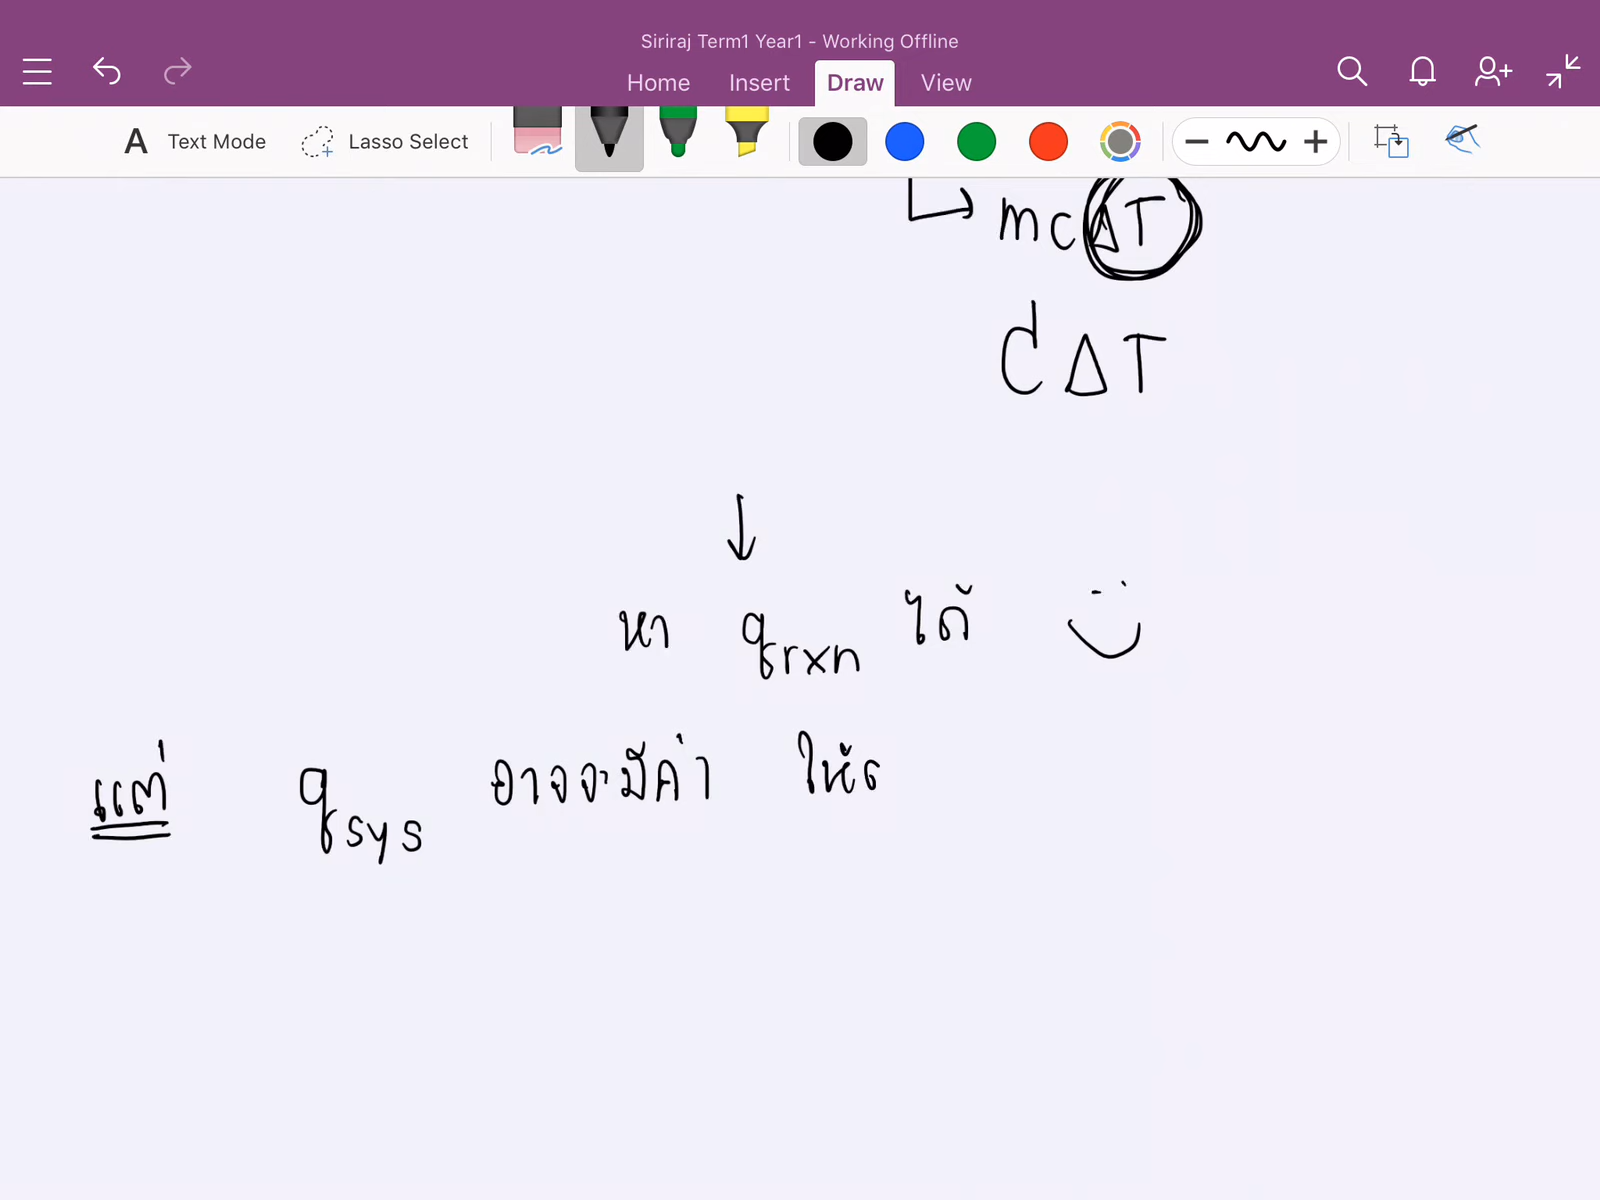 Siriraj Term1 Year1 - Working Offline
Home Insert Draw View
A Text Mode Lasso Select
mcΔT
CΔT
หา qrxn ได้
แต่ qsys อาจจะมีค่า ให้เ